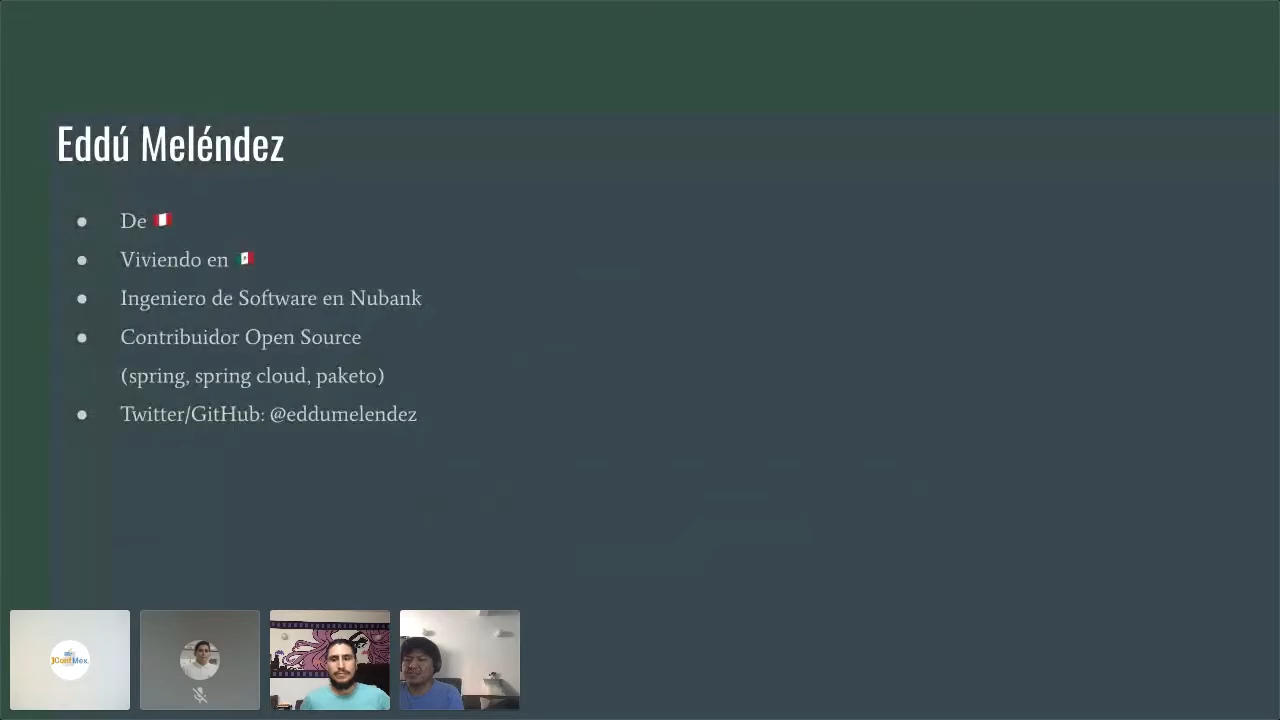 Eddú Meléndez
De 🇵🇪
Viviendo en 🇲🇽
Ingeniero de Software en Nubank
Contribuidor Open Source
(spring, spring cloud, paketo)
Twitter/GitHub: @eddumelendez
JConfMex